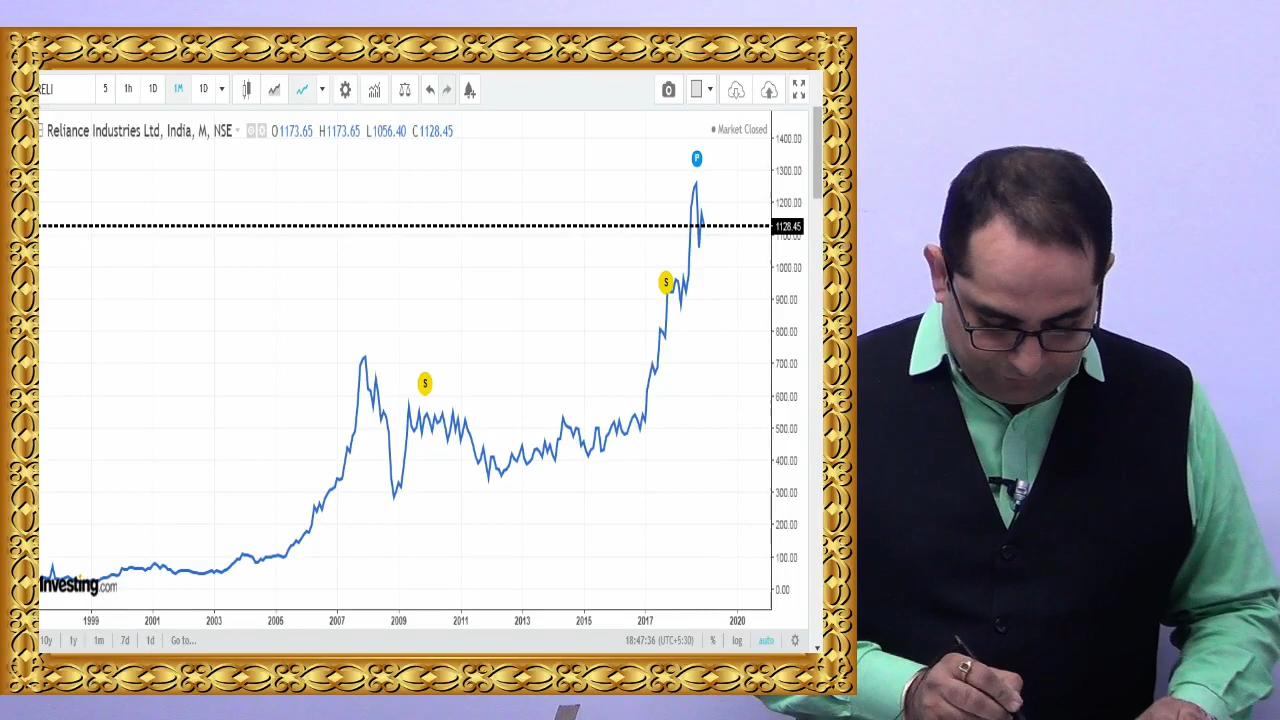 ELI 5 1h 1D 1M 1D
Reliance Industries Ltd, India, M, NSE O1173.65 H1173.65 L1056.40 C1128.45
Market Closed
1400.00
P
1300.00
1200.00
1128.45
1100.00
S
1000.00
900.00
800.00
700.00
S
600.00
500.00
400.00
300.00
200.00
100.00
Investing.com
0.00
1999 2001 2003 2005 2007 2009 2011 2013 2015 2017 2020
10y 1y 1m 7d 1d Go to... 18:47:36 (UTC+5:30) % log auto